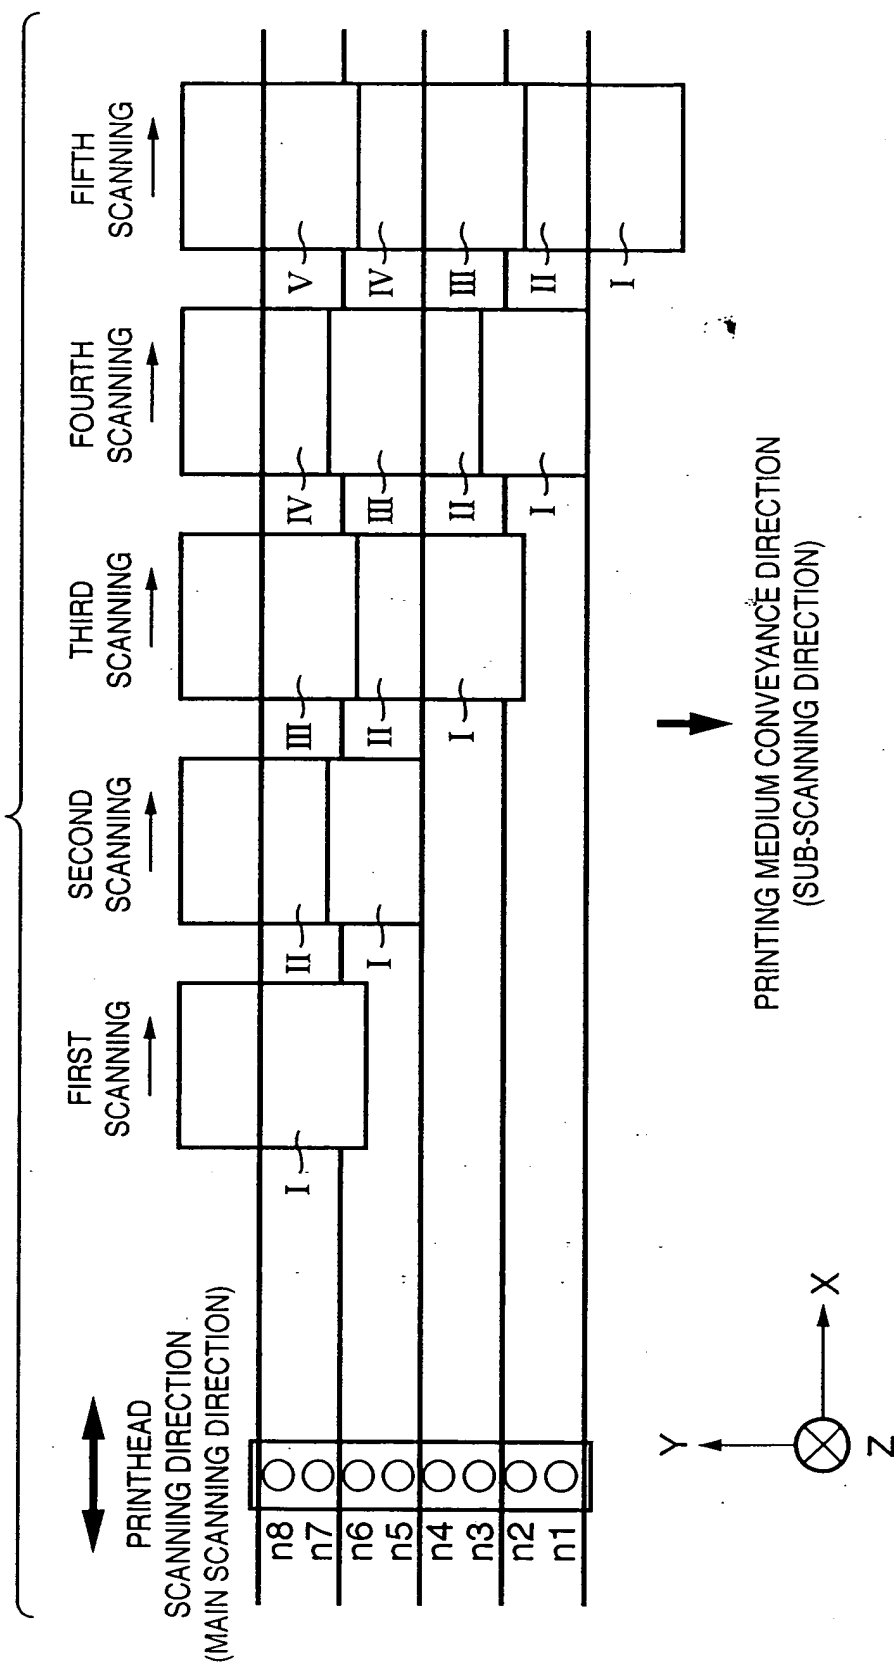 PRINTHEAD
SCANNING DIRECTION
(MAIN SCANNING DIRECTION)
FIRST
SCANNING
SECOND
SCANNING
THIRD
SCANNING
FOURTH
SCANNING
FIFTH
SCANNING
n8
n7
n6
n5
n4
n3
n2
n1
I
II
I
III
II
I
IV
III
II
I
V
IV
III
II
I
Y
X
Z
PRINTING MEDIUM CONVEYANCE DIRECTION
(SUB-SCANNING DIRECTION)